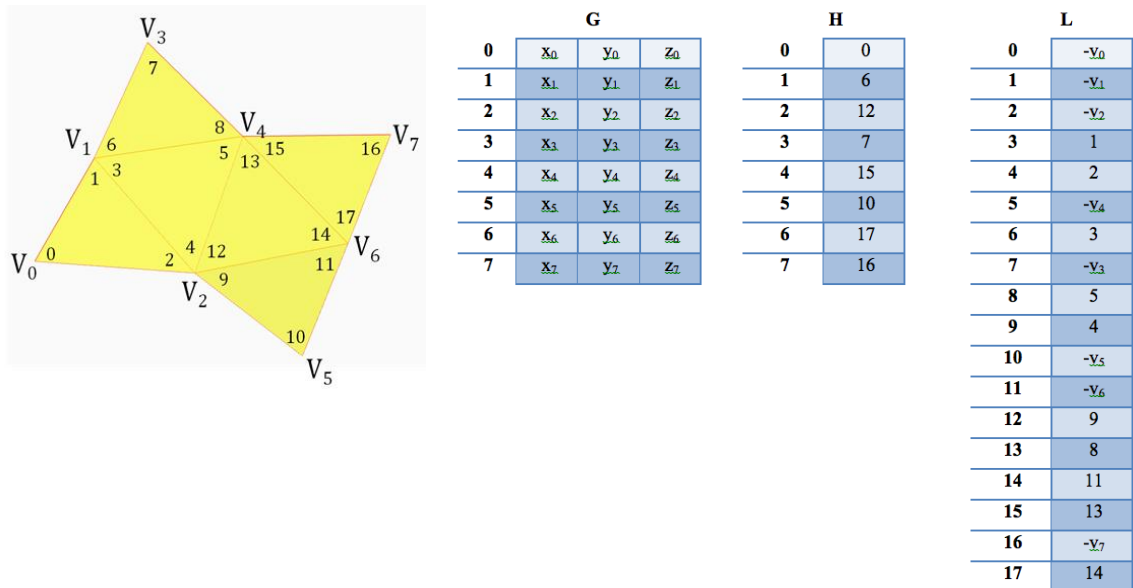 V3
7
V1
6
8
V4
V7
5
13
15
16
1
3
17
4
12
14
V6
V0
0
2
9
11
V2
10
V5
G
0 x0 y0 z0
1 x1 y1 z1
2 x2 y2 z2
3 x3 y3 z3
4 x4 y4 z4
5 x5 y5 z5
6 x6 y6 z6
7 x7 y7 z7
H
0 0
1 6
2 12
3 7
4 15
5 10
6 17
7 16
L
0 -v0
1 -v1
2 -v2
3 1
4 2
5 -v4
6 3
7 -v3
8 5
9 4
10 -v5
11 -v6
12 9
13 8
14 11
15 13
16 -v7
17 14